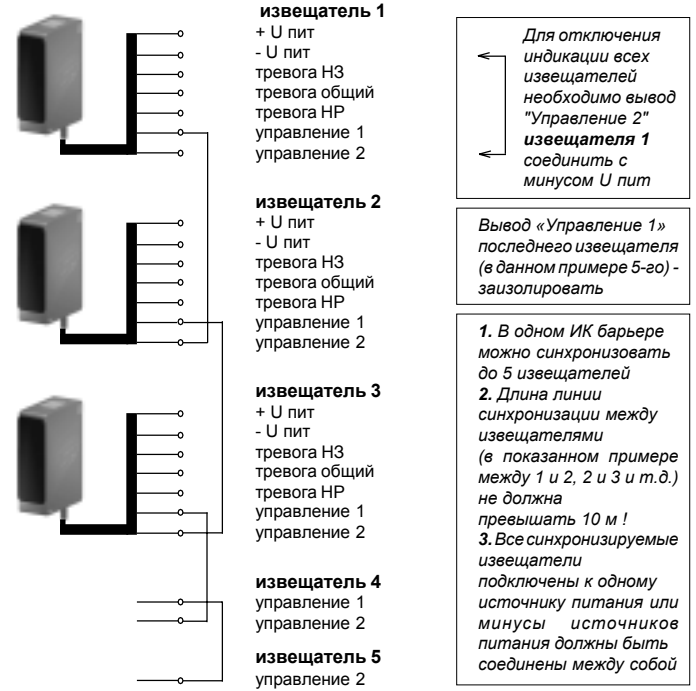 извещатель 1
+ U пит
- U пит
тревога НЗ
тревога общий
тревога НР
управление 1
управление 2
извещатель 2
+ U пит
- U пит
тревога НЗ
тревога общий
тревога НР
управление 1
управление 2
извещатель 3
+ U пит
- U пит
тревога НЗ
тревога общий
тревога НР
управление 1
управление 2
извещатель 4
управление 1
управление 2
извещатель 5
управление 2
Для отключения
индикации всех
извещателей
необходимо вывод
"Управление 2"
извещателя 1
соединить с
минусом U пит
Вывод «Управление 1»
последнего извещателя
(в данном примере 5-го) -
заизолировать
1. В одном ИК барьере
можно синхронизовать
до 5 извещателей
2. Длина линии
синхронизации между
извещателями
(в показанном примере
между 1 и 2, 2 и 3 и т.д.)
не должна
превышать 10 м !
3. Все синхронизируемые
извещатели
подключены к одному
источнику питания или
минусы источников
питания должны быть
соединены между собой